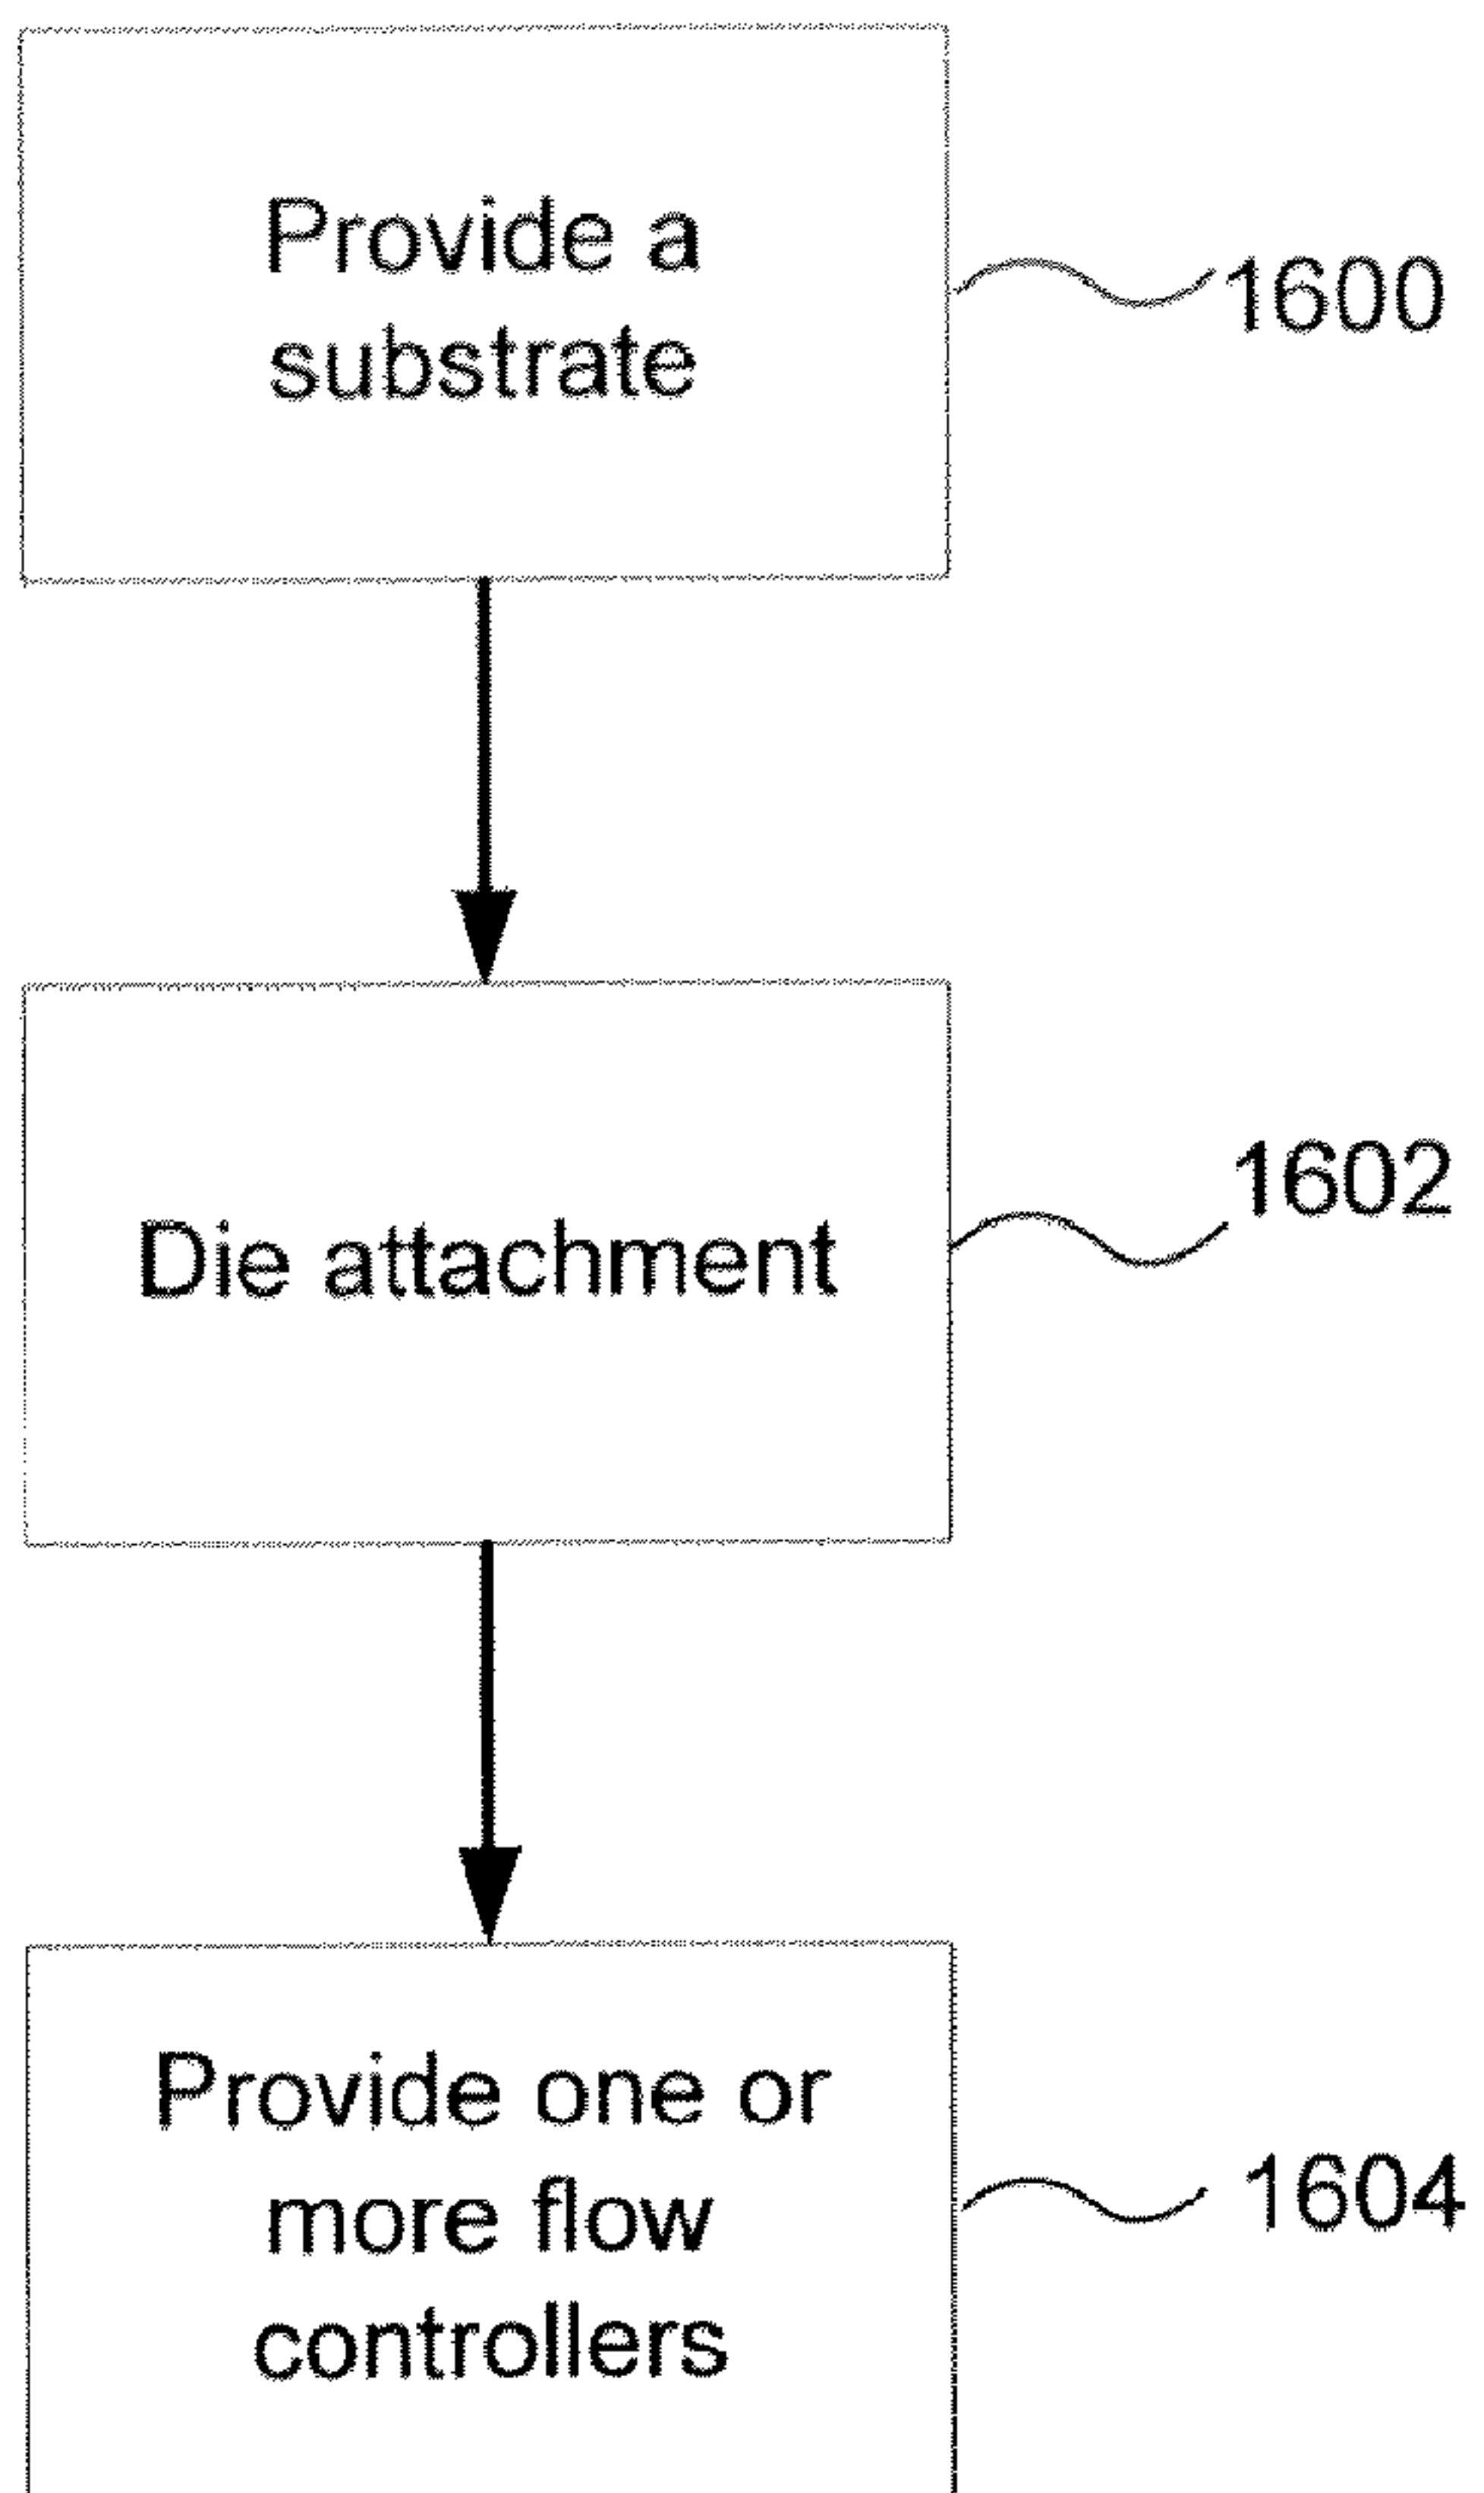 Provide a
substrate
1600
Die attachment
1602
Provide one or
more flow
controllers
1604